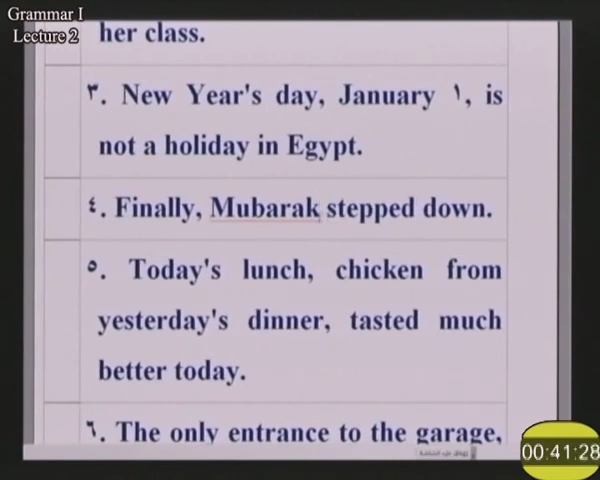 Grammar I
Lecture 2
her class.
٣. New Year's day, January ١, is
not a holiday in Egypt.
٤. Finally, Mubarak stepped down.
٥. Today's lunch, chicken from
yesterday's dinner, tasted much
better today.
٦. The only entrance to the garage,
00:41:28